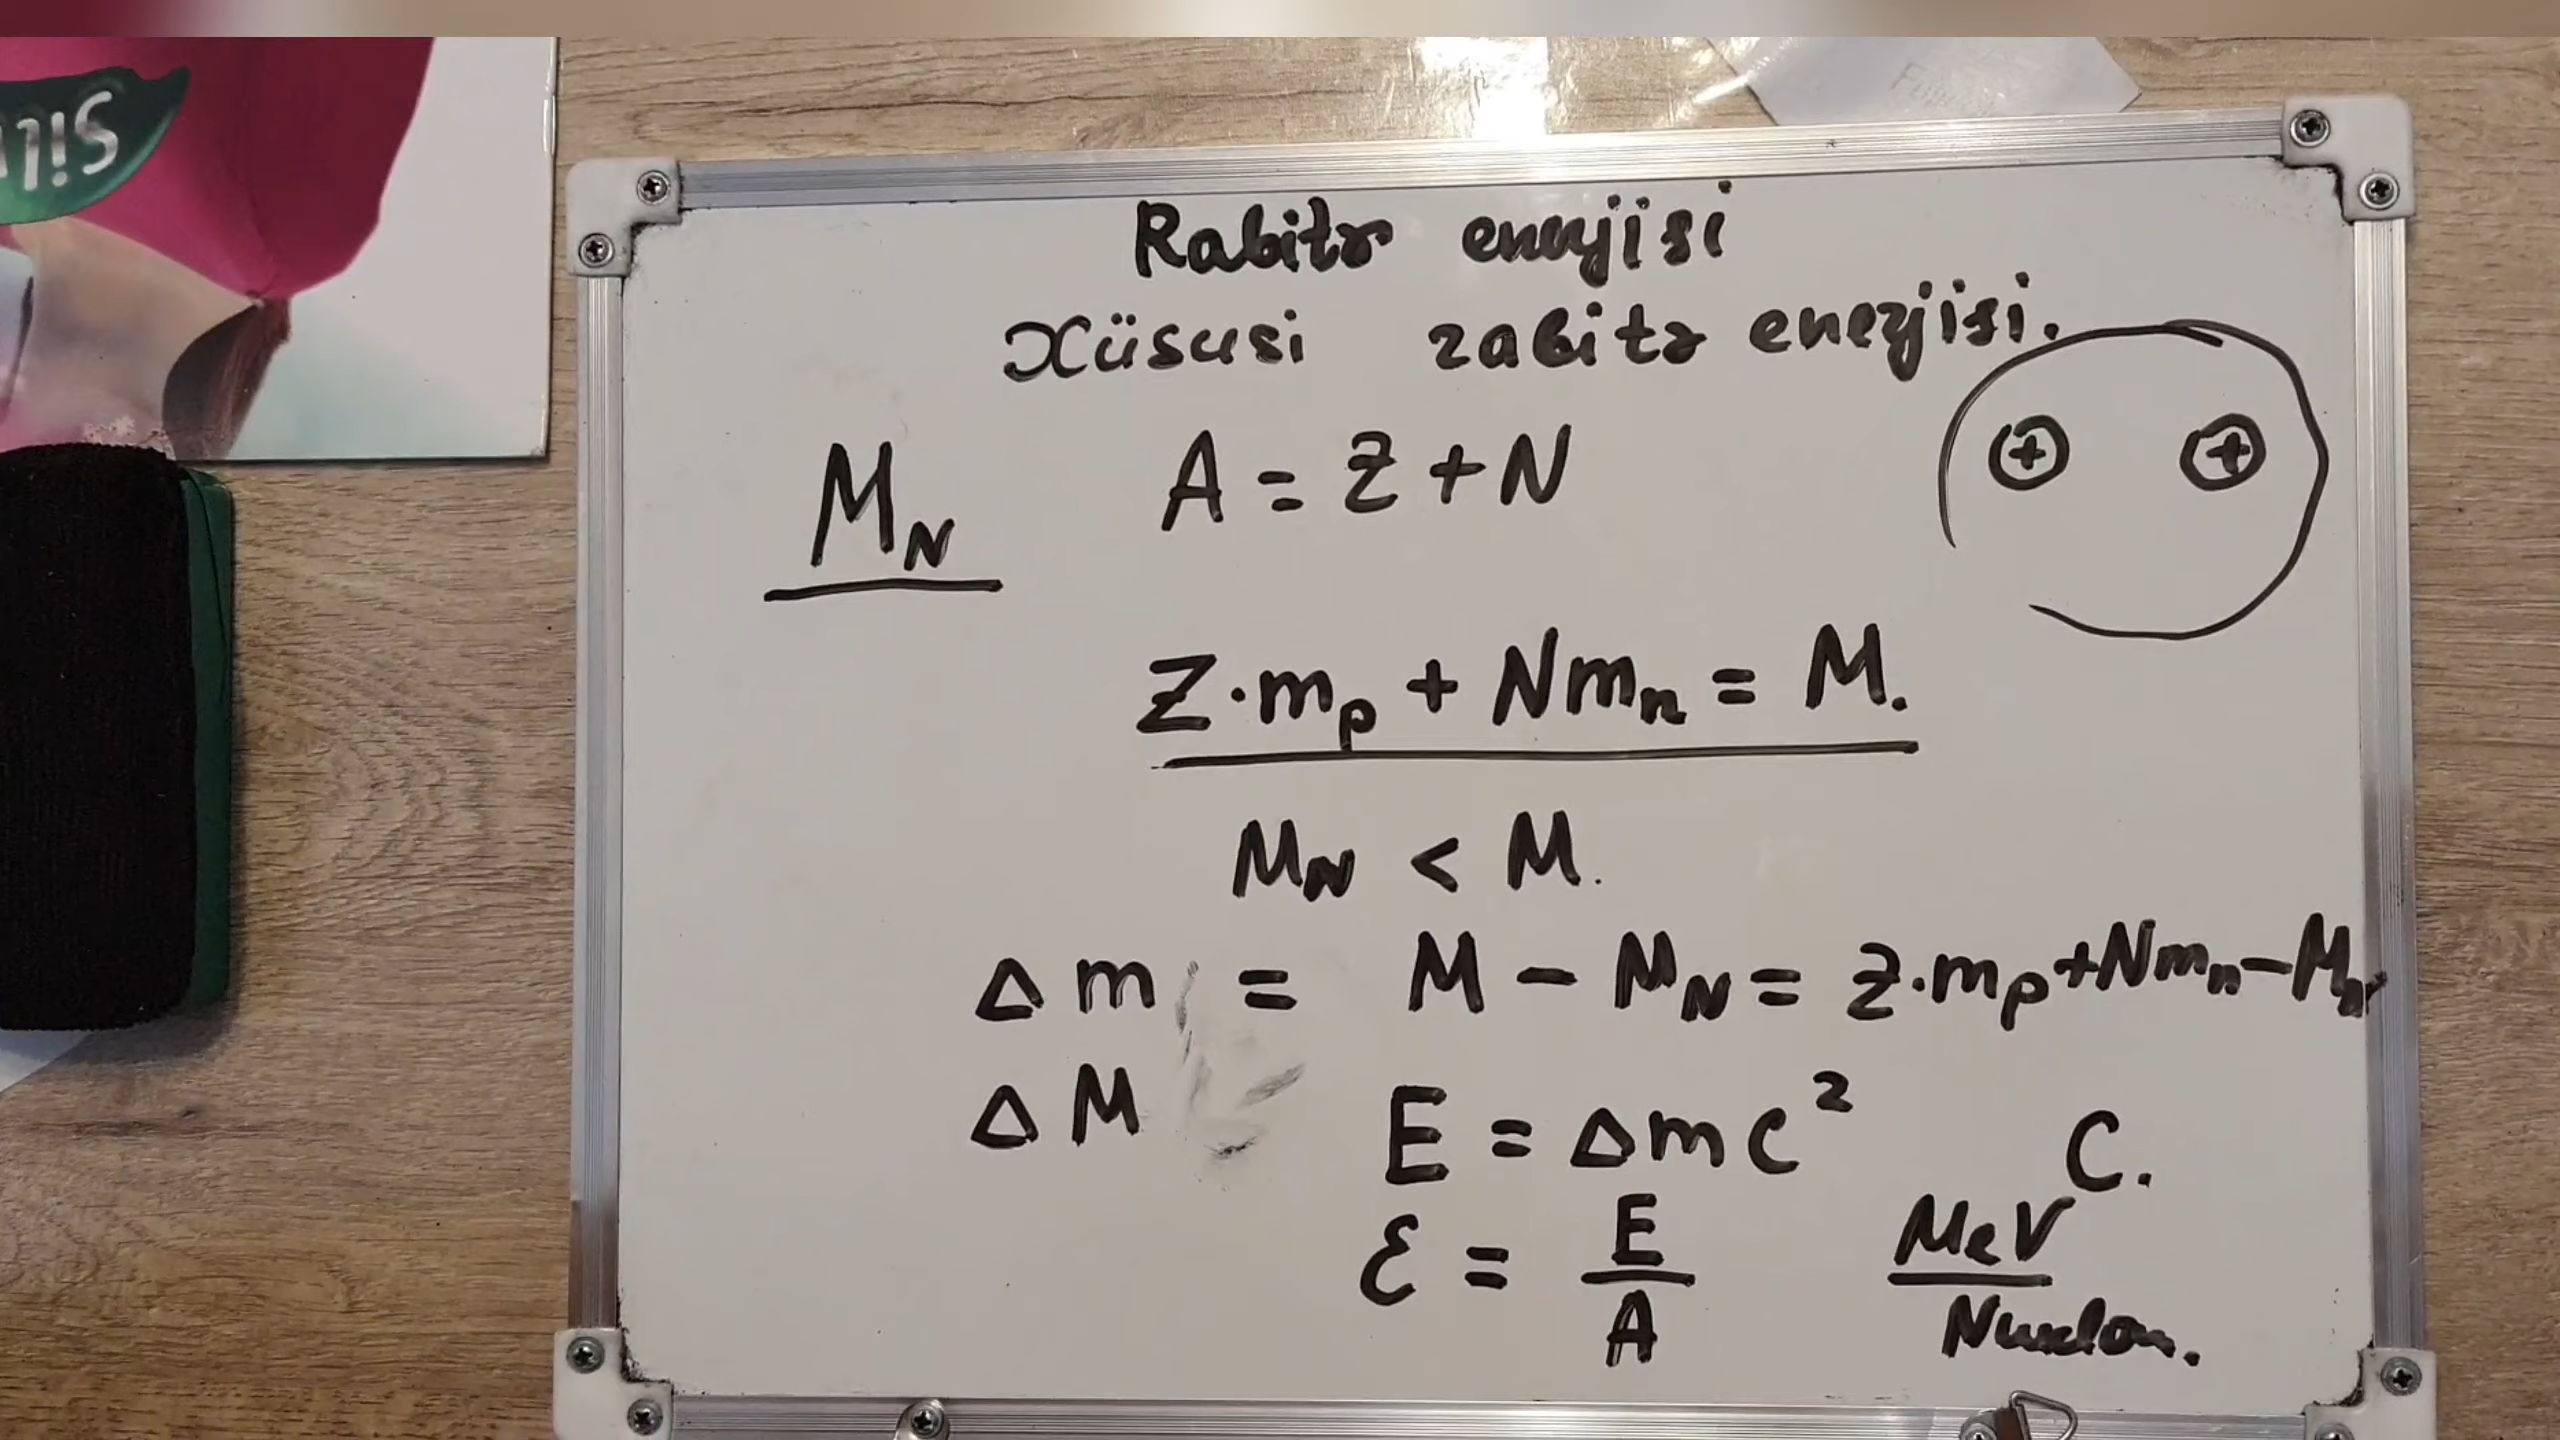 Rabitə enerjisi
Xüsusi rabitə enerjisi.
M_N A = Z + N
+ +
Z·m_p + Nm_n = M.
M_N < M.
Δm = M - M_N = Z·m_p + Nm_n - M_n
ΔM E = Δmc² C.
ε = E/A MeV/Nuklon.